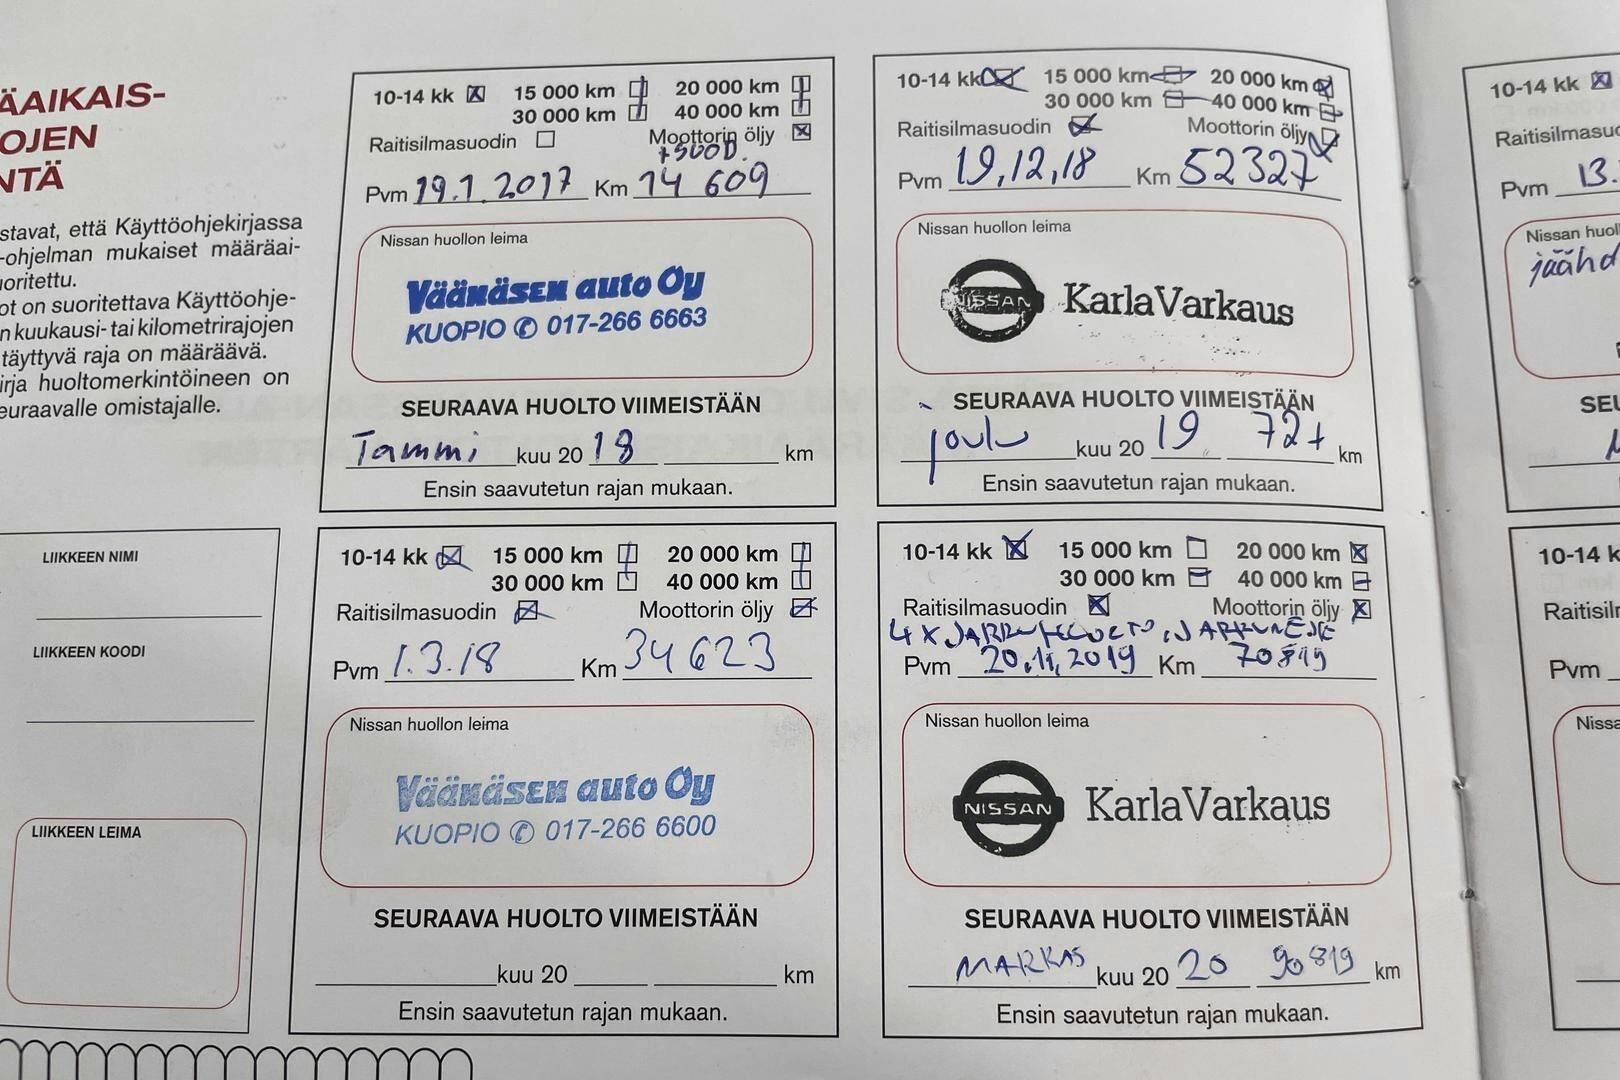 ÄAIKAIS-
OJEN
NTÄ
stavat, että Käyttöohjekirjassa
-ohjelman mukaiset määräai-
uoritettu.
ot on suoritettava Käyttöohje-
n kuukausi- tai kilometrirajojen
täyttyvä raja on määräävä.
irja huoltomerkintöineen on
euraavalle omistajalle.
LIIKKEEN NIMI
LIIKKEEN KOODI
LIIKKEEN LEIMA
10-14 kk 15 000 km 20 000 km
30 000 km 40 000 km
Raitisilmasuodin Moottorin öljy
+SUOD.
Pvm 19.1.2017 Km 14 609
Nissan huollon leima
Väänäsen auto Oy
KUOPIO ✆ 017-266 6663
SEURAAVA HUOLTO VIIMEISTÄÄN
Tammi kuu 20 18 km
Ensin saavutetun rajan mukaan.
10-14 kk 15 000 km 20 000 km
30 000 km 40 000 km
Raitisilmasuodin Moottorin öljy
Pvm 1.3.18 Km 34623
Nissan huollon leima
Väänäsen auto Oy
KUOPIO ✆ 017-266 6600
SEURAAVA HUOLTO VIIMEISTÄÄN
kuu 20 km
Ensin saavutetun rajan mukaan.
10-14 kk 15 000 km 20 000 km
30 000 km 40 000 km
Raitisilmasuodin Moottorin öljy
Pvm 19,12,18 Km 52327
Nissan huollon leima
NISSAN KarlaVarkaus
SEURAAVA HUOLTO VIIMEISTÄÄN
joulu kuu 20 19 72t km
Ensin saavutetun rajan mukaan.
10-14 kk 15 000 km 20 000 km
30 000 km 40 000 km
Raitisilmasuodin Moottorin öljy
4 X JARRUHUOLTO, JARRUNESTE
Pvm 20.11.2019 Km 70819
Nissan huollon leima
NISSAN KarlaVarkaus
SEURAAVA HUOLTO VIIMEISTÄÄN
MARRAS kuu 20 20 90819 km
Ensin saavutetun rajan mukaan.
10-14 kk
Raitisilmasuo
Pvm 13.
Nissan huol
jäähd
SEU
10-14 k
Raitisilr
Pvm
Nissa